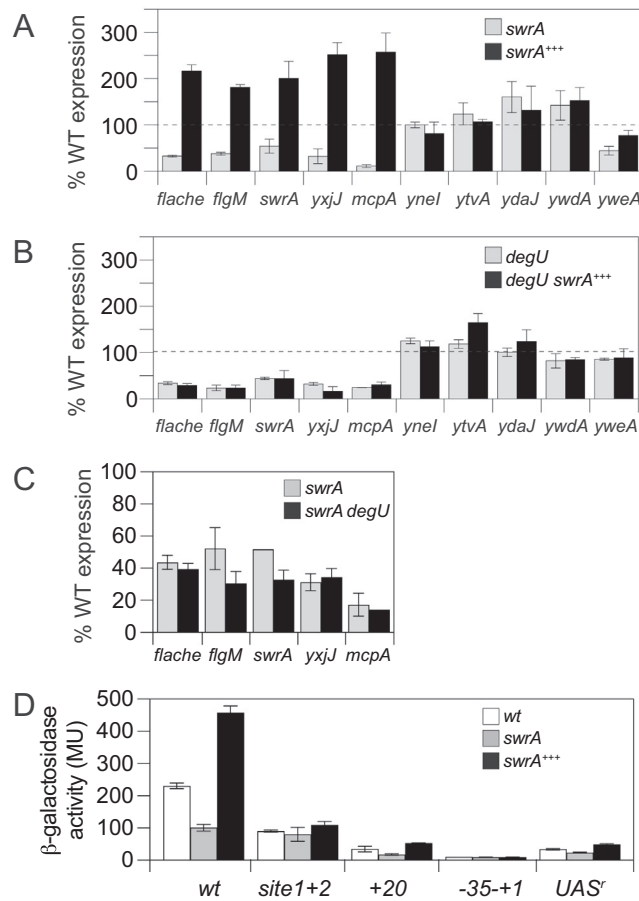 A
% WT expression
300
200
100
0
swrA
swrA+++
flache flgM swrA yxjJ mcpA yneI ytvA ydaJ ywdA yweA
B
% WT expression
300
200
100
0
degU
degU swrA+++
flache flgM swrA yxjJ mcpA yneI ytvA ydaJ ywdA yweA
C
% WT expression
100
80
60
40
20
0
swrA
swrA degU
flache flgM swrA yxjJ mcpA
D
β-galactosidase
activity (MU)
500
400
300
200
100
0
wt
swrA
swrA+++
wt site1+2 +20 -35-+1 UASr